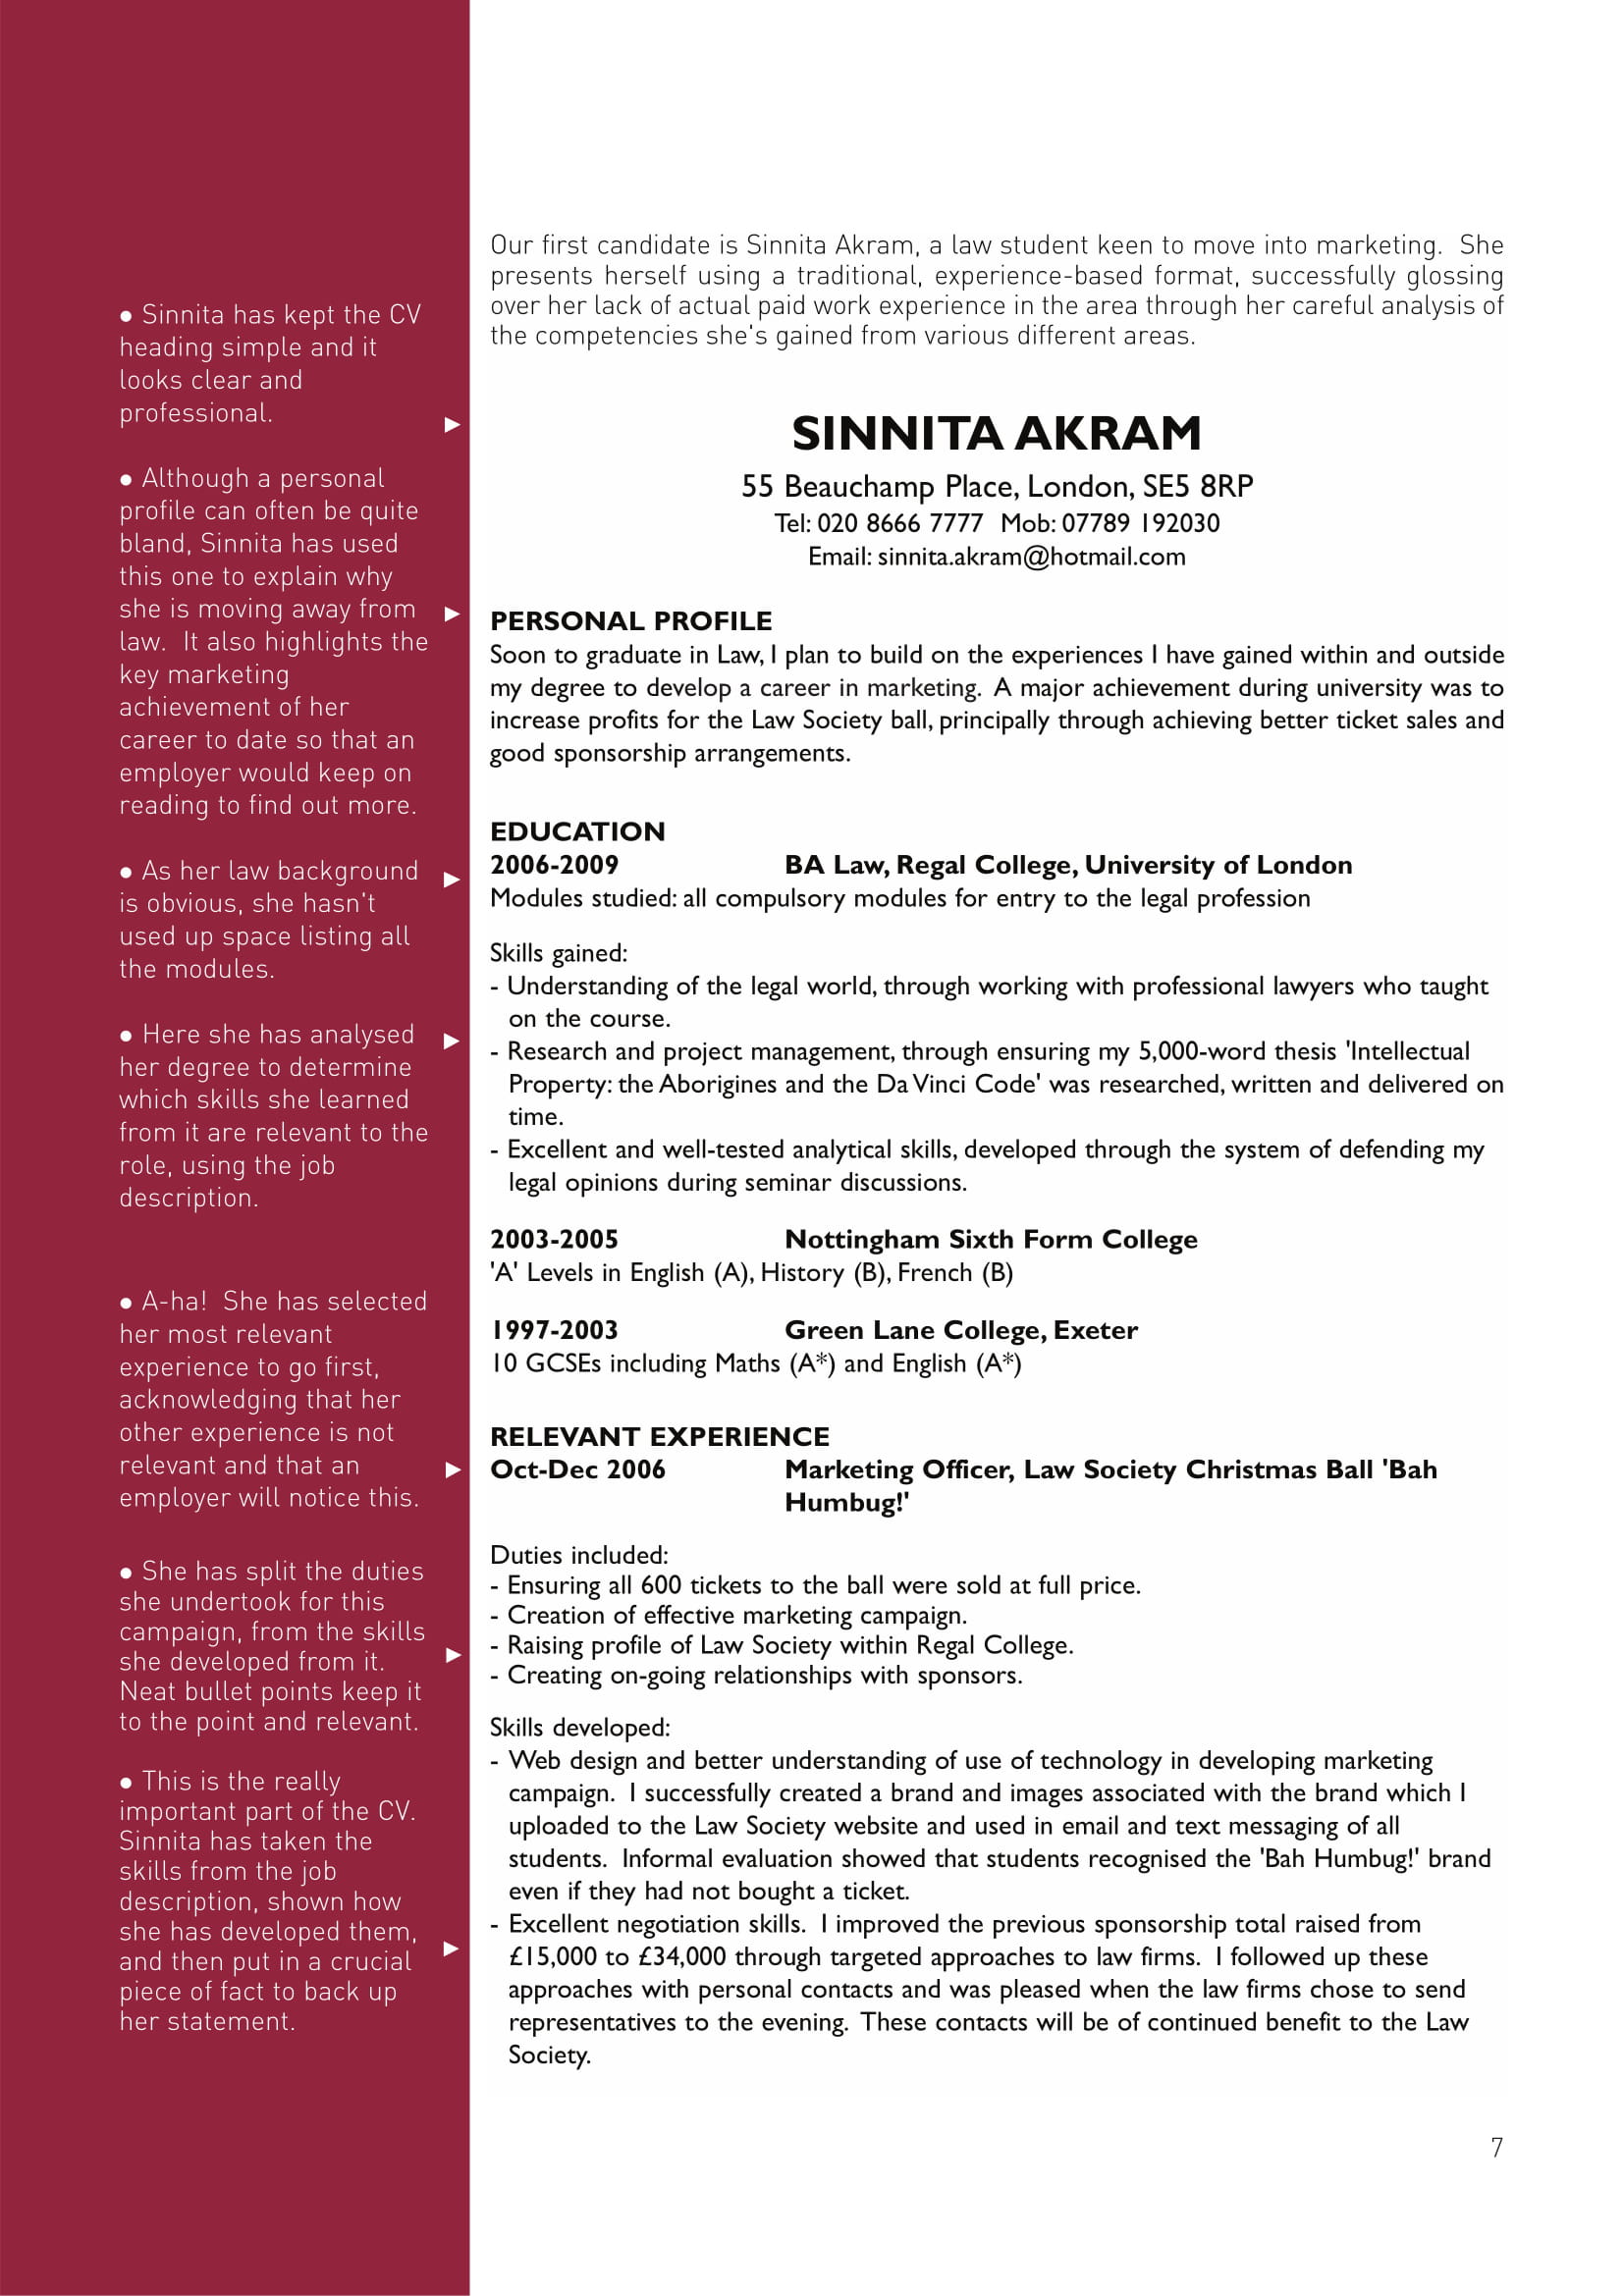 Our first candidate is Sinnita Akram, a law student keen to move into marketing.  She
presents herself using a traditional, experience-based format, successfully glossing
over her lack of actual paid work experience in the area through her careful analysis of
the competencies she's gained from various different areas.
● Sinnita has kept the CV
heading simple and it
looks clear and
professional.
● Although a personal
profile can often be quite
bland, Sinnita has used
this one to explain why
she is moving away from
law.  It also highlights the
key marketing
achievement of her
career to date so that an
employer would keep on
reading to find out more.
● As her law background
is obvious, she hasn't
used up space listing all
the modules.
● Here she has analysed
her degree to determine
which skills she learned
from it are relevant to the
role, using the job
description.
● A-ha!  She has selected
her most relevant
experience to go first,
acknowledging that her
other experience is not
relevant and that an
employer will notice this.
● She has split the duties
she undertook for this
campaign, from the skills
she developed from it.
Neat bullet points keep it
to the point and relevant.
● This is the really
important part of the CV.
Sinnita has taken the
skills from the job
description, shown how
she has developed them,
and then put in a crucial
piece of fact to back up
her statement.
SINNITA AKRAM
55 Beauchamp Place, London, SE5 8RP
Tel: 020 8666 7777  Mob: 07789 192030
Email: sinnita.akram@hotmail.com
PERSONAL PROFILE
Soon to graduate in Law, I plan to build on the experiences I have gained within and outside
my degree to develop a career in marketing.  A major achievement during university was to
increase profits for the Law Society ball, principally through achieving better ticket sales and
good sponsorship arrangements.
EDUCATION
2006-2009 BA Law, Regal College, University of London
Modules studied: all compulsory modules for entry to the legal profession
Skills gained:
- Understanding of the legal world, through working with professional lawyers who taught
on the course.
- Research and project management, through ensuring my 5,000-word thesis 'Intellectual
Property: the Aborigines and the Da Vinci Code' was researched, written and delivered on
time.
- Excellent and well-tested analytical skills, developed through the system of defending my
legal opinions during seminar discussions.
2003-2005 Nottingham Sixth Form College
'A' Levels in English (A), History (B), French (B)
1997-2003 Green Lane College, Exeter
10 GCSEs including Maths (A*) and English (A*)
RELEVANT EXPERIENCE
Oct-Dec 2006 Marketing Officer, Law Society Christmas Ball 'Bah
Humbug!'
Duties included:
- Ensuring all 600 tickets to the ball were sold at full price.
- Creation of effective marketing campaign.
- Raising profile of Law Society within Regal College.
- Creating on-going relationships with sponsors.
Skills developed:
- Web design and better understanding of use of technology in developing marketing
campaign.  I successfully created a brand and images associated with the brand which I
uploaded to the Law Society website and used in email and text messaging of all
students.  Informal evaluation showed that students recognised the 'Bah Humbug!' brand
even if they had not bought a ticket.
- Excellent negotiation skills.  I improved the previous sponsorship total raised from
£15,000 to £34,000 through targeted approaches to law firms.  I followed up these
approaches with personal contacts and was pleased when the law firms chose to send
representatives to the evening.  These contacts will be of continued benefit to the Law
Society.
7